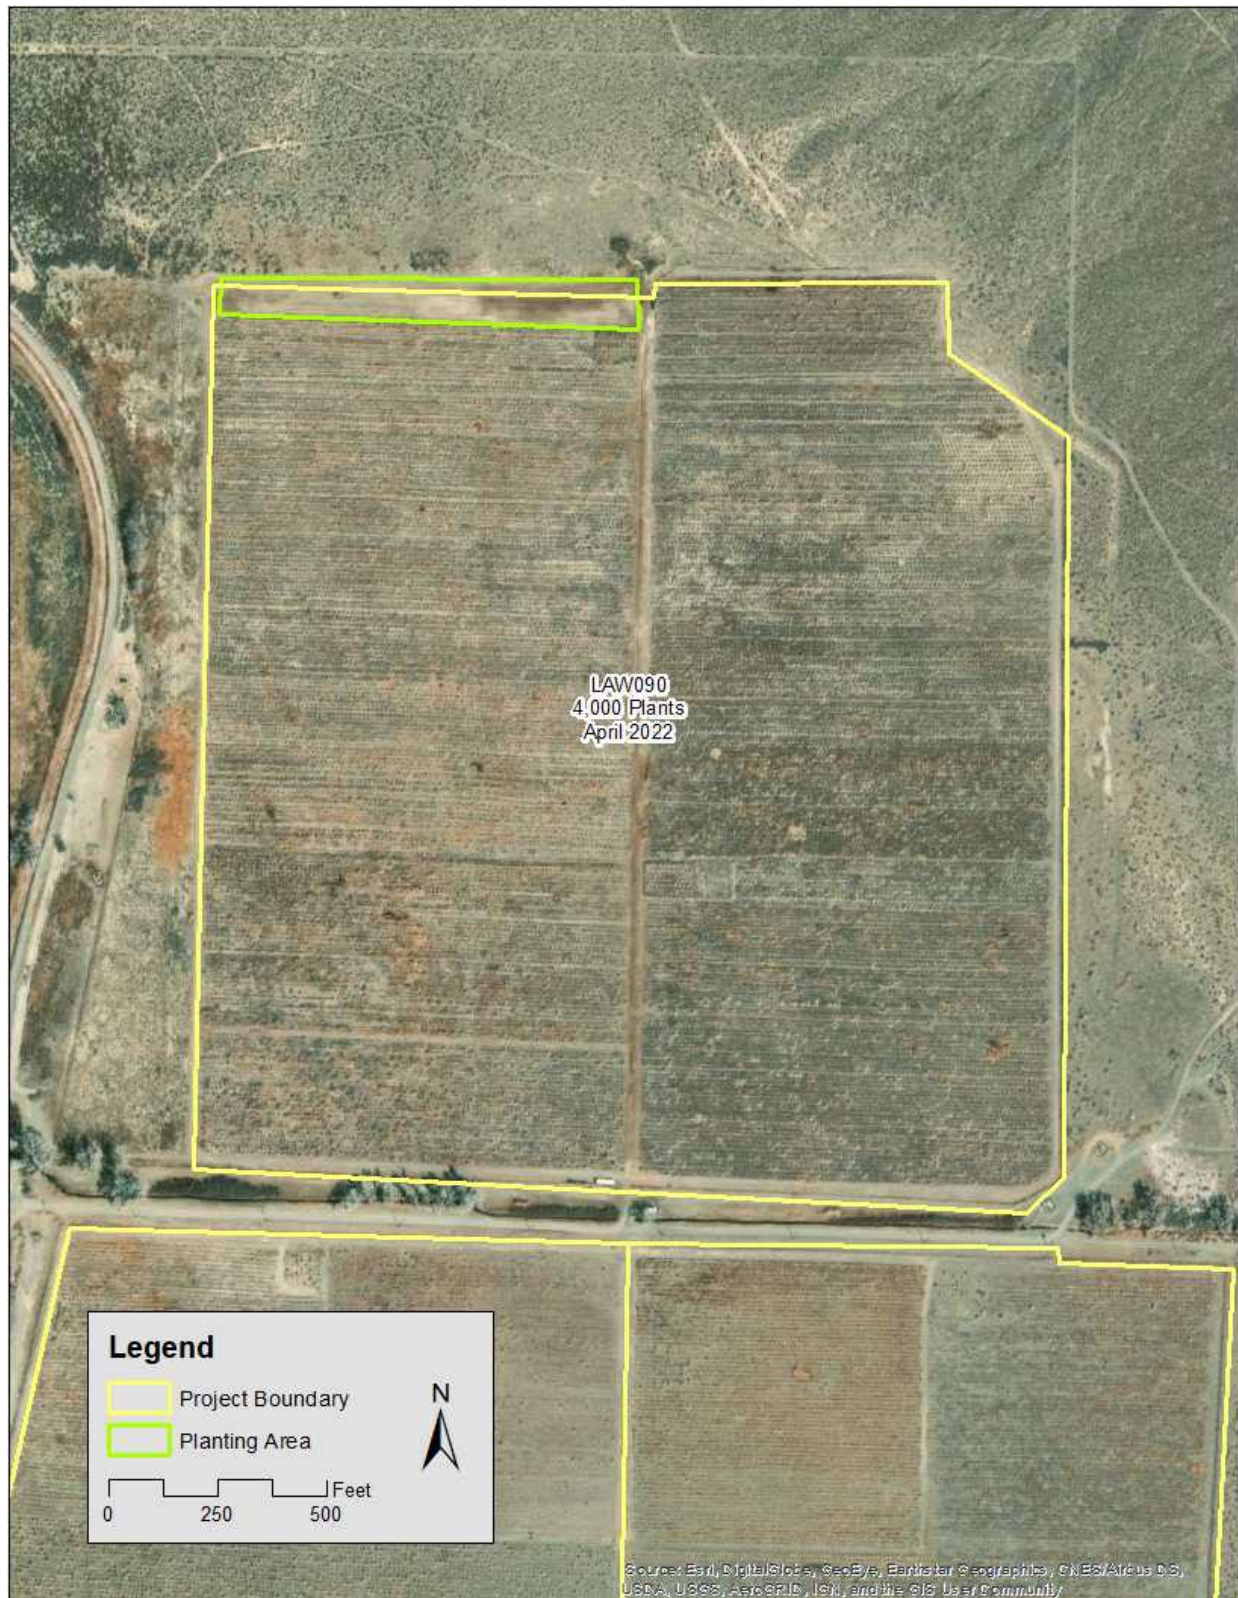 LAW090
4,000 Plants
April 2022
Legend
Project Boundary
Planting Area
N
Feet
0 250 500
Source: Esri, DigitalGlobe, GeoEye, Earthstar Geographics, CNES/Airbus DS,
USDA, USGS, AeroGRID, IGN, and the GIS User Community